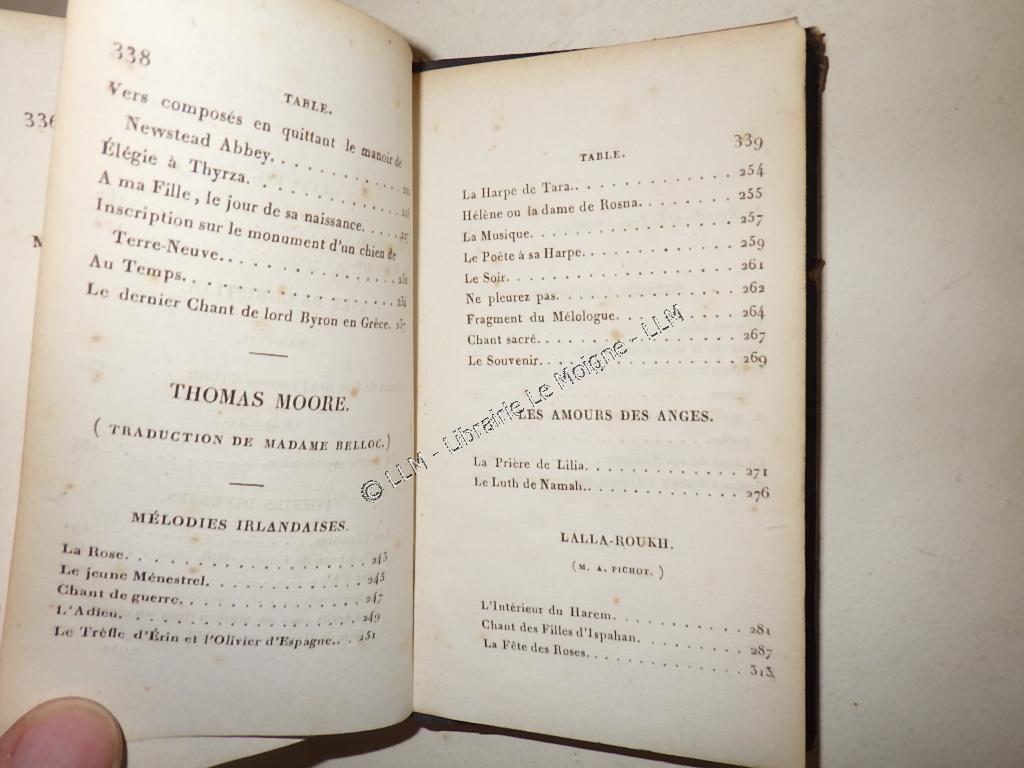 336
M
338
TABLE.
Vers composés en quittant le manoir de
Newstead Abbey. . . . . . . . . . .
Élégie à Thyrza. . . . . . . . . . . .
A ma Fille, le jour de sa naissance. . . . .
Inscription sur le monument d'un chien de
Terre-Neuve. . . . . . . . . . . . .
Au Temps. . . . . . . . . . . . . . .
Le dernier Chant de lord Byron en Grèce. 237
THOMAS MOORE.
( TRADUCTION DE MADAME BELLOC.)
MÉLODIES IRLANDAISES.
La Rose. . . . . . . . . . . . . . . 243
Le jeune Ménestrel. . . . . . . . . . . 245
Chant de guerre. . . . . . . . . . . . 247
L'Adieu. . . . . . . . . . . . . . . 249
Le Trèfle d'Érin et l'Olivier d'Espagne. . . 251
339
TABLE.
La Harpe de Tara. . . . . . . . . . . . 254
Hélène ou la dame de Rosna. . . . . . . 255
La Musique. . . . . . . . . . . . . . 257
Le Poète à sa Harpe. . . . . . . . . . . 259
Le Soir. . . . . . . . . . . . . . . . 261
Ne pleurez pas. . . . . . . . . . . . . 262
Fragment du Mélologue. . . . . . . . . 264
Chant sacré. . . . . . . . . . . . . . 267
Le Souvenir. . . . . . . . . . . . . . 269
LES AMOURS DES ANGES.
La Prière de Lilia. . . . . . . . . . . . 271
Le Luth de Namah. . . . . . . . . . . . 276
LALLA-ROUKH.
(M. A. PICHOT.)
L'Intérieur du Harem. . . . . . . . . . 281
Chant des Filles d'Ispahan. . . . . . . . 287
La Fête des Roses. . . . . . . . . . . . 313
© LLM - Librairie Le Moigne - LLM